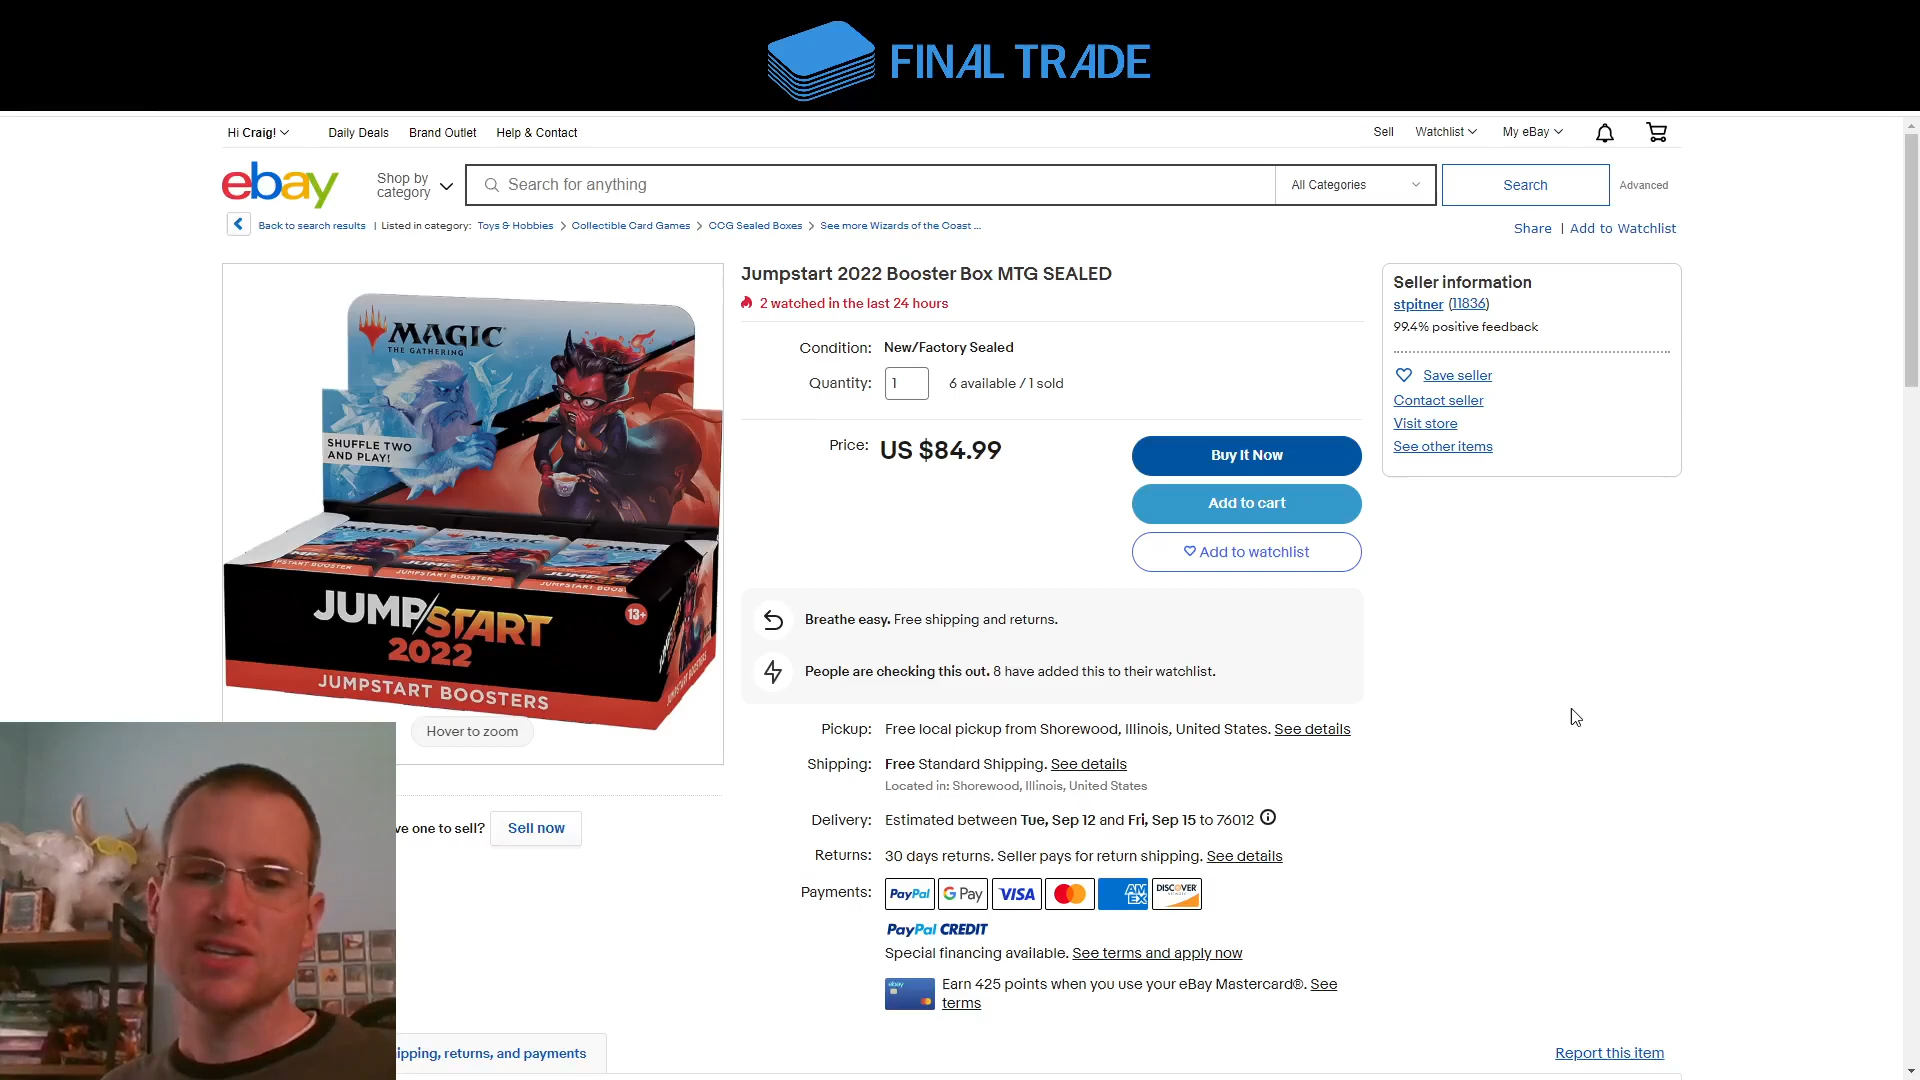 FINAL TRADE
Hi Craig!
Daily Deals
Brand Outlet
Help & Contact
Sell
Watchlist
My eBay
ebay
Shop by
category
Search for anything
All Categories
Search
Advanced
Back to search results | Listed in category: Toys & Hobbies > Collectible Card Games > CCG Sealed Boxes > See more Wizards of the Coast ...
Share | Add to Watchlist
MAGIC
THE GATHERING
SHUFFLE TWO
AND PLAY!
JUMPSTART BOOSTER
JUMP/START
2022
13+
JUMPSTART BOOSTERS
Hover to zoom
ve one to sell?
Sell now
ipping, returns, and payments
Jumpstart 2022 Booster Box MTG SEALED
2 watched in the last 24 hours
Condition: New/Factory Sealed
Quantity: 1 6 available / 1 sold
Price: US $84.99
Buy It Now
Add to cart
Add to watchlist
Breathe easy. Free shipping and returns.
People are checking this out. 8 have added this to their watchlist.
Pickup: Free local pickup from Shorewood, Illinois, United States. See details
Shipping: Free Standard Shipping. See details
Located in: Shorewood, Illinois, United States
Delivery: Estimated between Tue, Sep 12 and Fri, Sep 15 to 76012
Returns: 30 days returns. Seller pays for return shipping. See details
Payments: PayPal G Pay VISA AMEX DISCOVER
PayPal CREDIT
Special financing available. See terms and apply now
Earn 425 points when you use your eBay Mastercard®. See
terms
Seller information
stpitner (11836)
99.4% positive feedback
Save seller
Contact seller
Visit store
See other items
Report this item